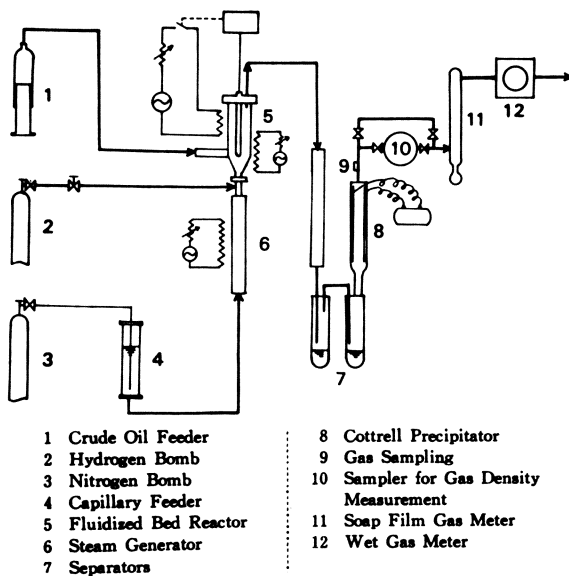 1
2
3
4
5
6
7
8
9
10
11
12
1 Crude Oil Feeder
2 Hydrogen Bomb
3 Nitrogen Bomb
4 Capillary Feeder
5 Fluidised Bed Reactor
6 Steam Generator
7 Separators
8 Cottrell Precipitator
9 Gas Sampling
10 Sampler for Gas Density
Measurement
11 Soap Film Gas Meter
12 Wet Gas Meter